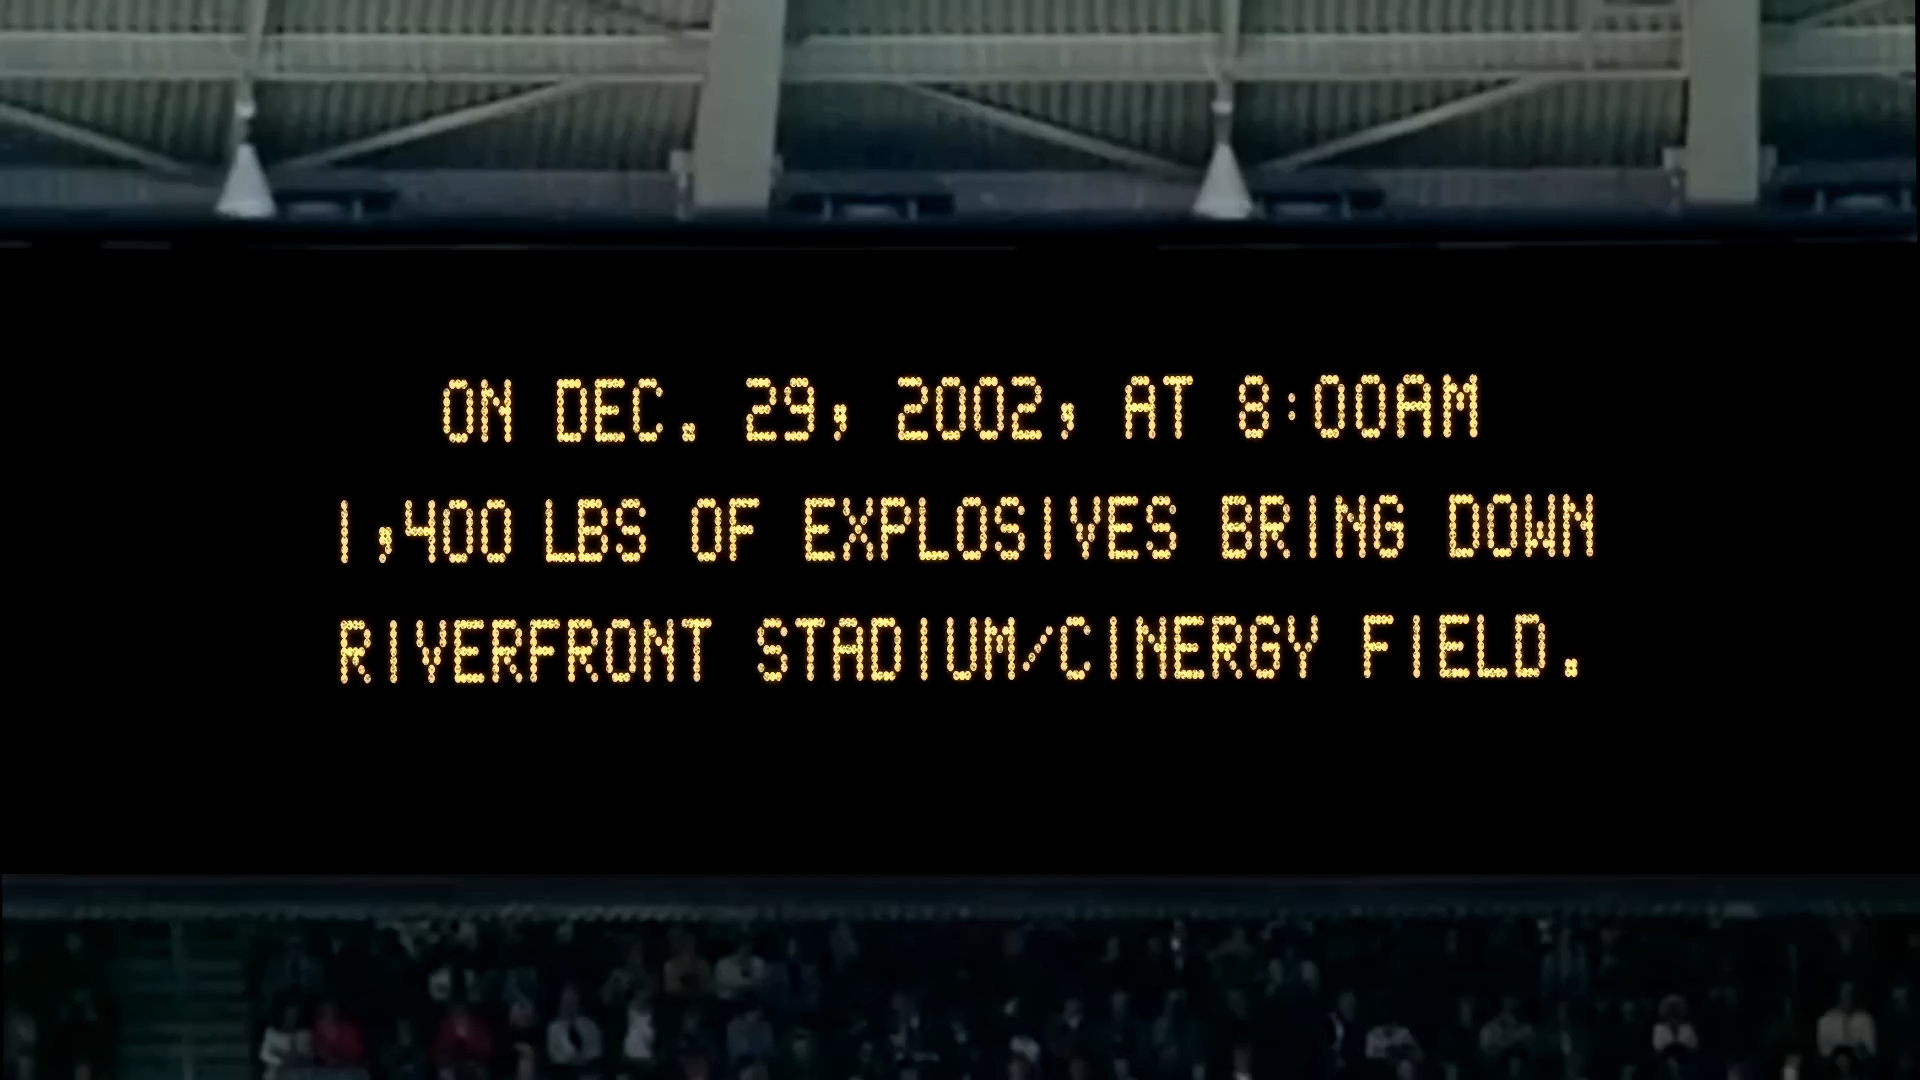 ON DEC. 29, 2002, AT 8:00AM
1,400 LBS OF EXPLOSIVES BRING DOWN
RIVERFRONT STADIUM/CINERGY FIELD.